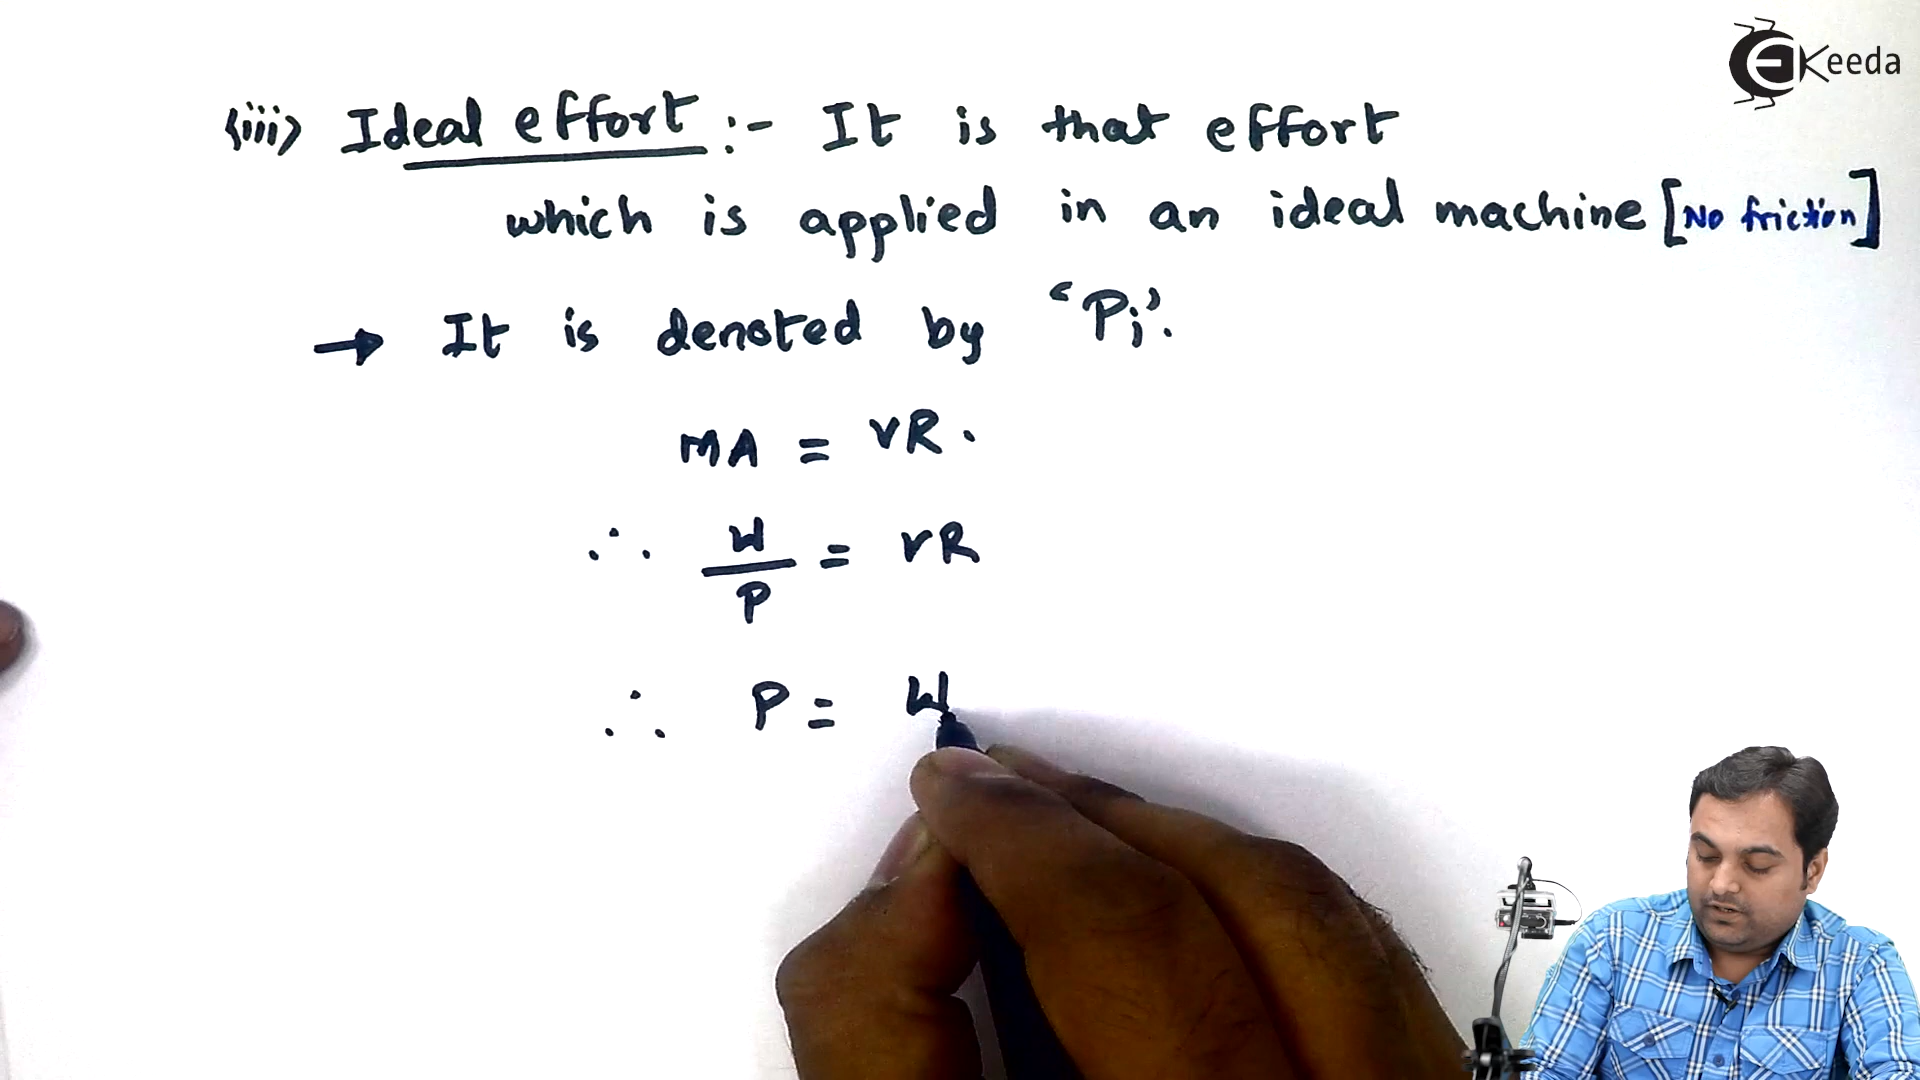 EKeeda
(iii) Ideal effort :- It is that effort
which is applied in an ideal machine [No friction]
→ It is denoted by ‘Pi’.
MA = VR.
∴ W/P = VR
∴ P = W